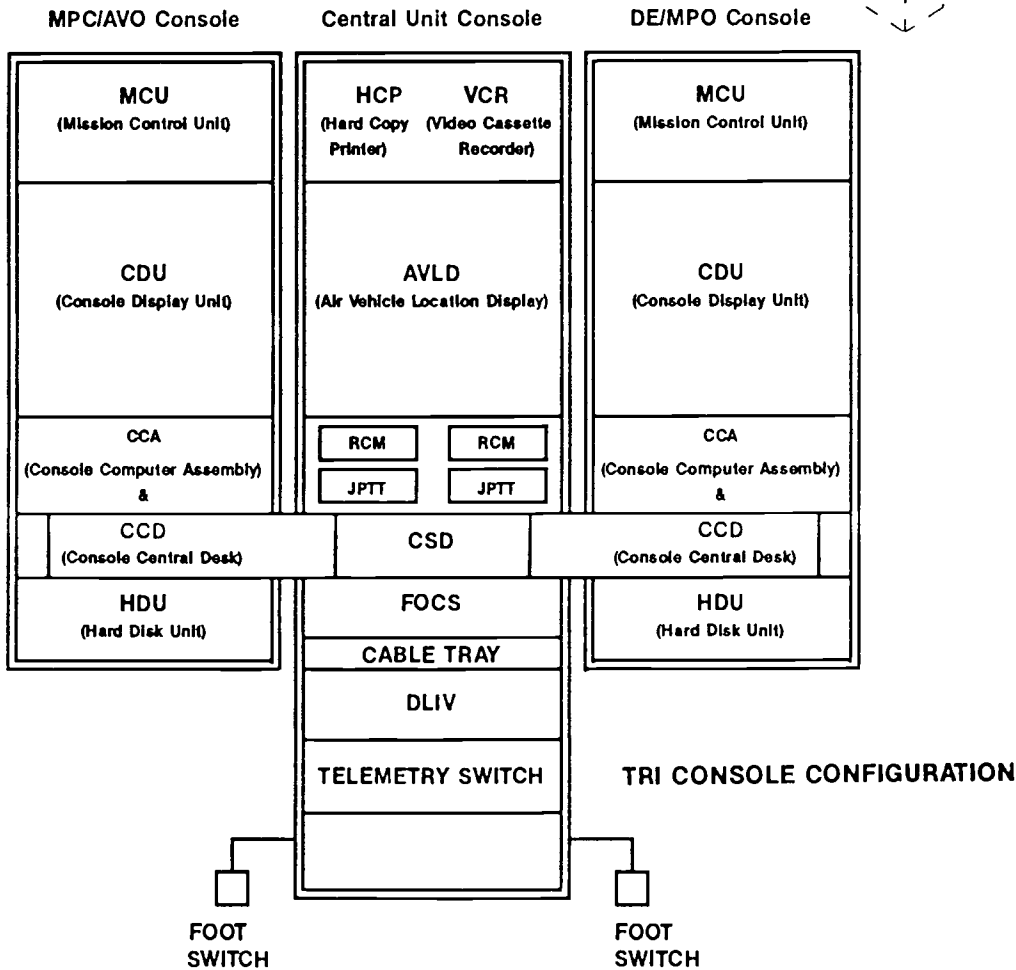 MPC/AVO Console
Central Unit Console
DE/MPO Console
MCU
(Mission Control Unit)
CDU
(Console Display Unit)
CCA
(Console Computer Assembly)
&
CCD
(Console Central Desk)
HDU
(Hard Disk Unit)
HCP
(Hard Copy
Printer)
VCR
(Video Cassette
Recorder)
AVLD
(Air Vehicle Location Display)
RCM
RCM
JPTT
JPTT
CSD
FOCS
CABLE TRAY
DLIV
TELEMETRY SWITCH
MCU
(Mission Control Unit)
CDU
(Console Display Unit)
CCA
(Console Computer Assembly)
&
CCD
(Console Central Desk)
HDU
(Hard Disk Unit)
TRI CONSOLE CONFIGURATION
FOOT
SWITCH
FOOT
SWITCH